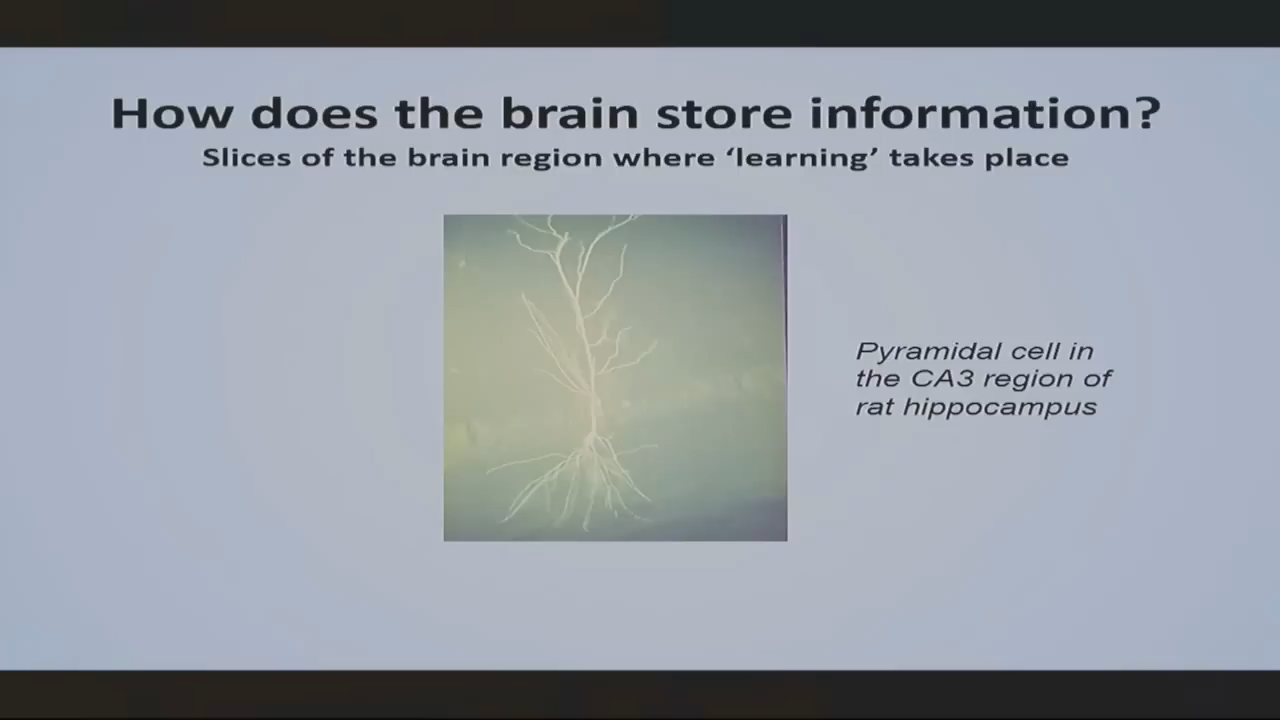 How does the brain store information?
Slices of the brain region where ‘learning’ takes place
Pyramidal cell in
the CA3 region of
rat hippocampus